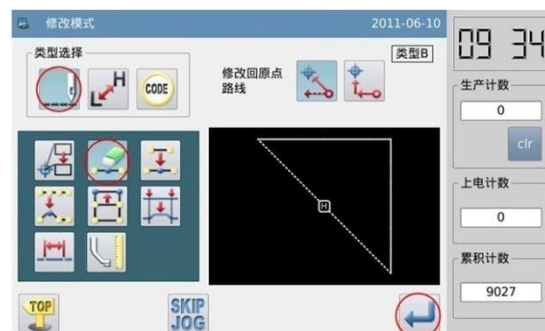 修改模式
2011-06-10
09 34
类型选择
类型B
H
CODE
修改回原点
路线
生产计数
0
clr
上电计数
0
H
累积计数
9027
TOP
SKIP
JOG